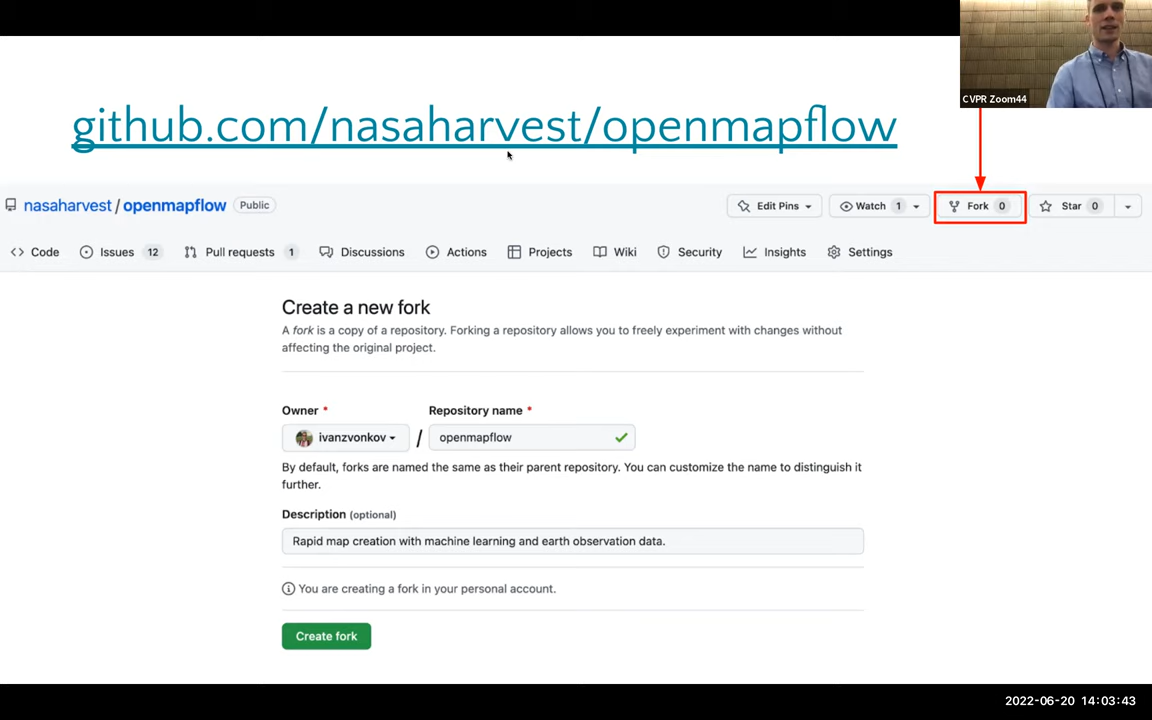 github.com/nasaharvest/openmapflow
CVPR Zoom44
nasaharvest / openmapflow Public
Edit Pins Watch 1 Fork 0 Star 0
Code Issues 12 Pull requests 1 Discussions Actions Projects Wiki Security Insights Settings
Create a new fork
A fork is a copy of a repository. Forking a repository allows you to freely experiment with changes without
affecting the original project.
Owner * Repository name *
ivanzvonkov / openmapflow
By default, forks are named the same as their parent repository. You can customize the name to distinguish it
further.
Description (optional)
Rapid map creation with machine learning and earth observation data.
You are creating a fork in your personal account.
Create fork
2022-06-20 14:03:43